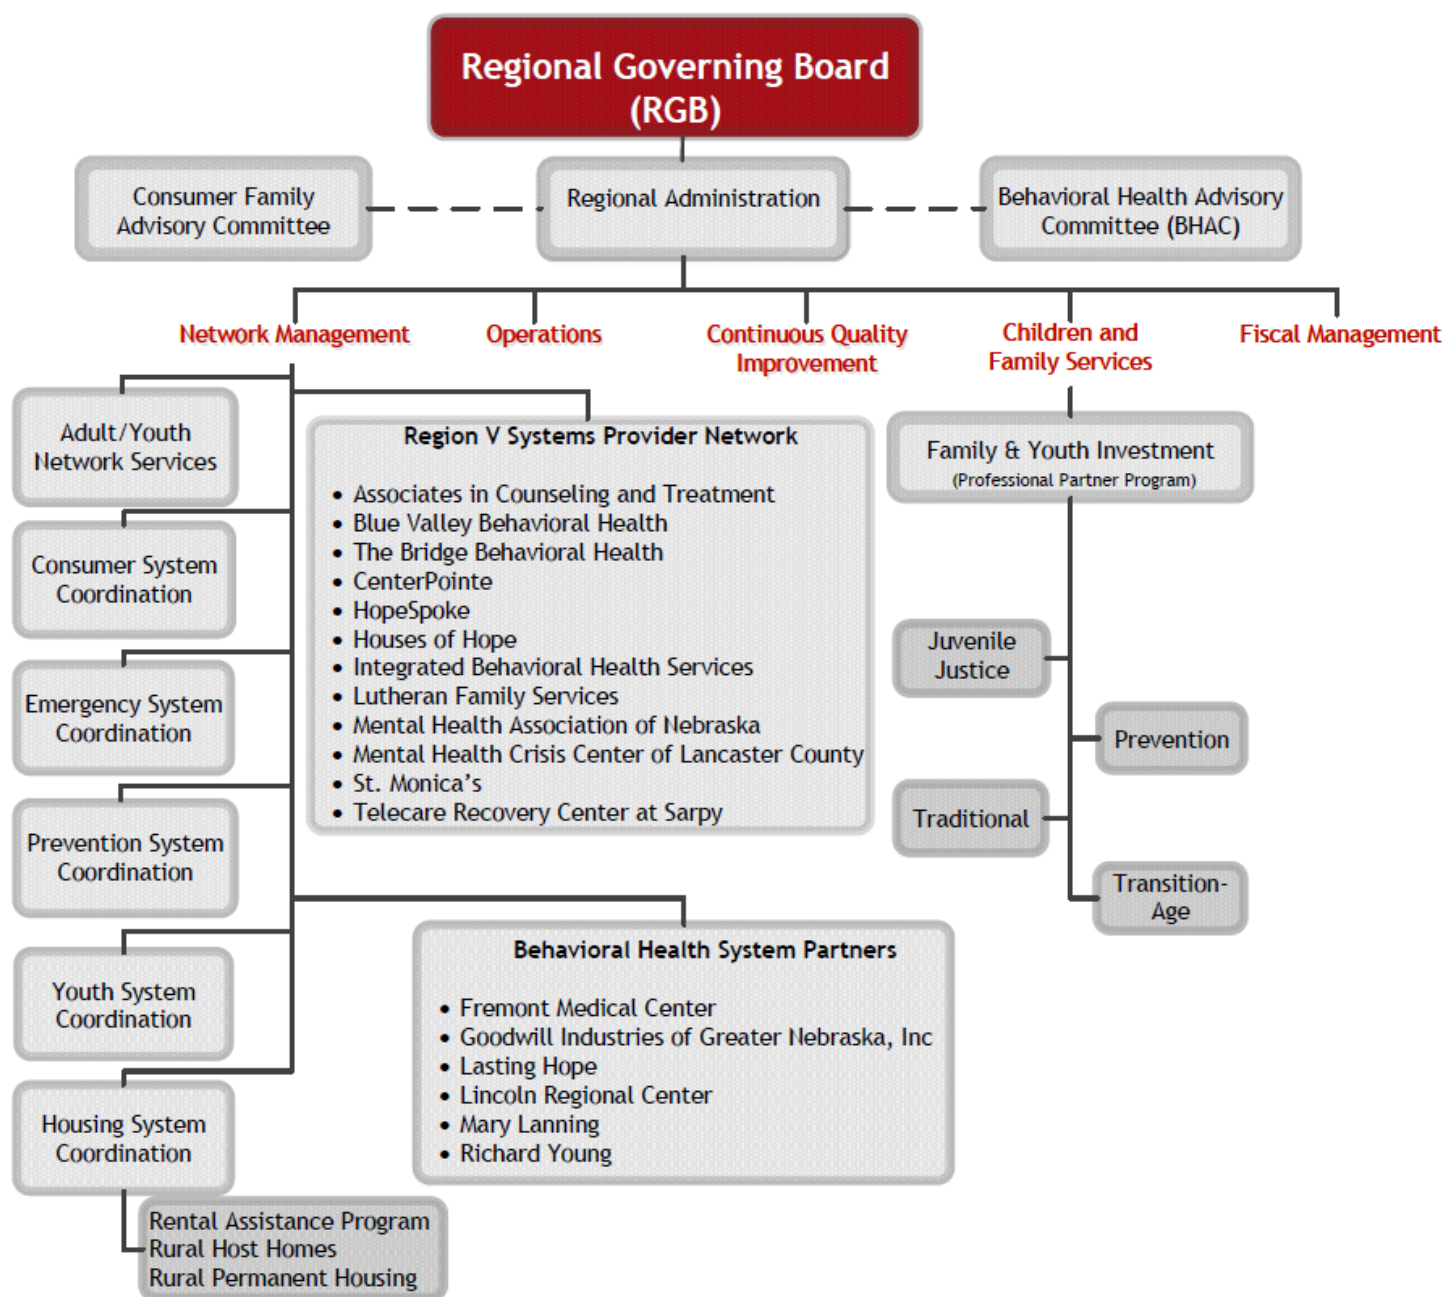 Regional Governing Board
(RGB)
Consumer Family
Advisory Committee
Regional Administration
Behavioral Health Advisory
Committee (BHAC)
Network Management
Operations
Continuous Quality
Improvement
Children and
Family Services
Fiscal Management
Adult/Youth
Network Services
Consumer System
Coordination
Emergency System
Coordination
Prevention System
Coordination
Youth System
Coordination
Housing System
Coordination
Rental Assistance Program
Rural Host Homes
Rural Permanent Housing
Region V Systems Provider Network
• Associates in Counseling and Treatment
• Blue Valley Behavioral Health
• The Bridge Behavioral Health
• CenterPointe
• HopeSpoke
• Houses of Hope
• Integrated Behavioral Health Services
• Lutheran Family Services
• Mental Health Association of Nebraska
• Mental Health Crisis Center of Lancaster County
• St. Monica’s
• Telecare Recovery Center at Sarpy
Behavioral Health System Partners
• Fremont Medical Center
• Goodwill Industries of Greater Nebraska, Inc
• Lasting Hope
• Lincoln Regional Center
• Mary Lanning
• Richard Young
Family & Youth Investment
(Professional Partner Program)
Juvenile
Justice
Prevention
Traditional
Transition-
Age